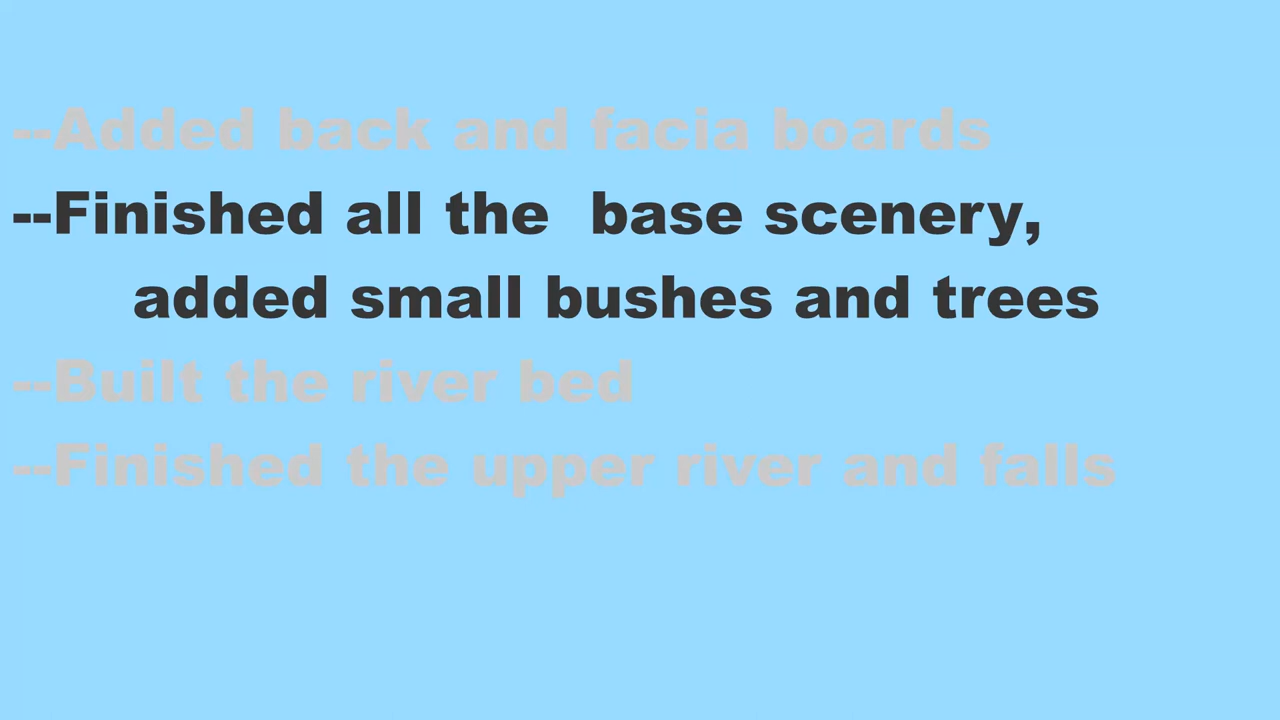 --Added back and facia boards
--Finished all the  base scenery,
added small bushes and trees
--Built the river bed
--Finished the upper river and falls